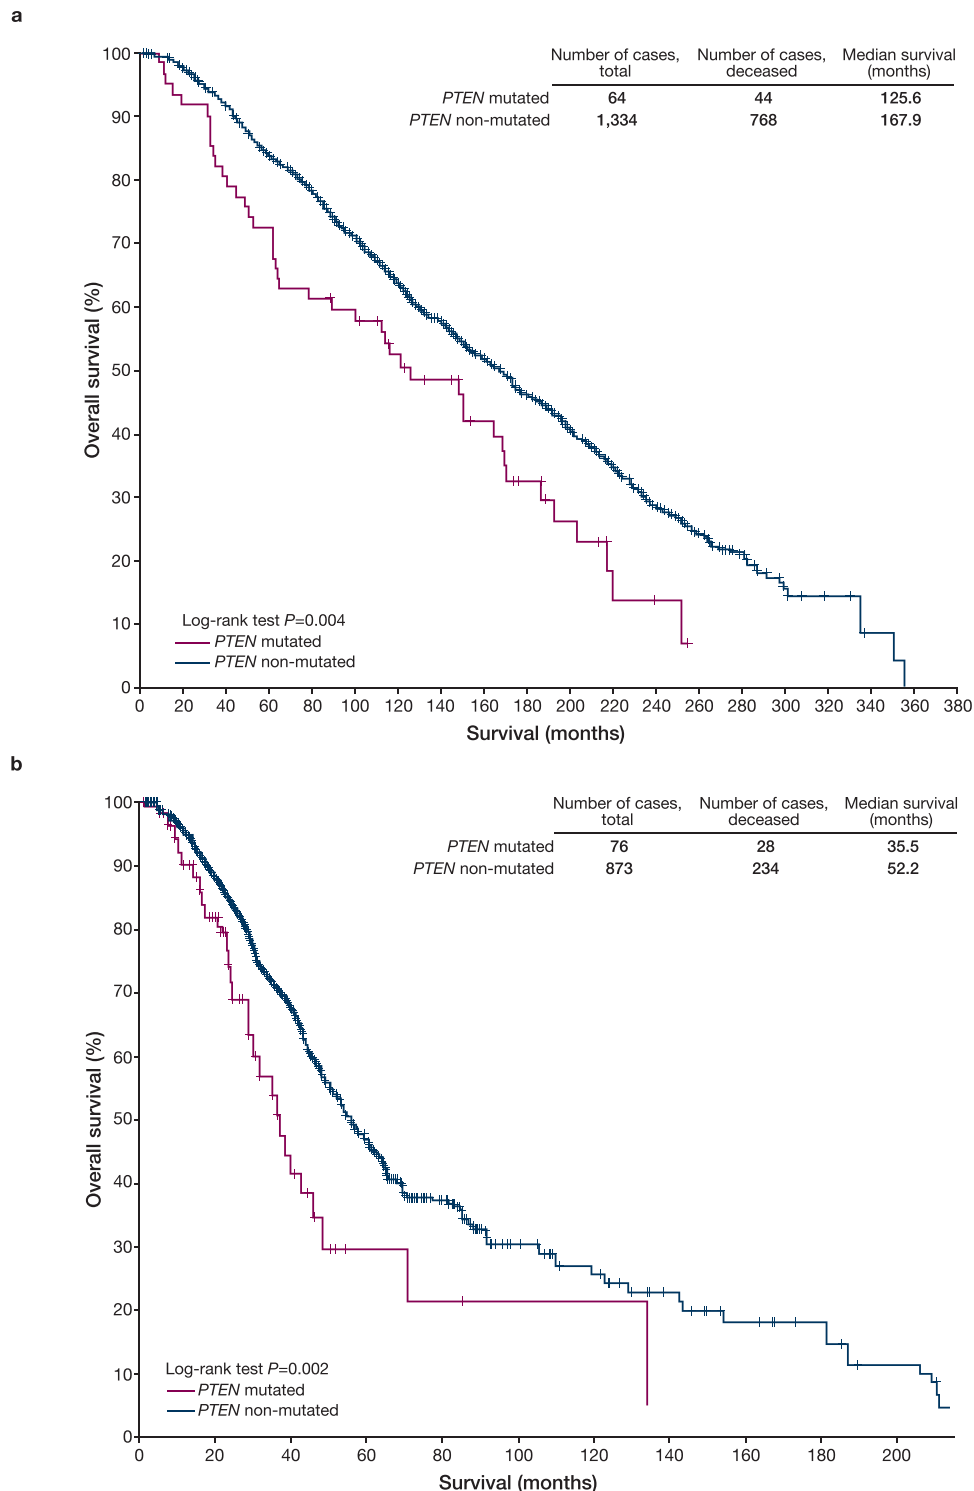 a
Number of cases, Number of cases, Median survival
total deceased (months)
PTEN mutated 64 44 125.6
PTEN non-mutated 1,334 768 167.9
100
90
80
70
60
50
40
30
20
10
0
Overall survival (%)
Log-rank test P=0.004
PTEN mutated
PTEN non-mutated
0 20 40 60 80 100 120 140 160 180 200 220 240 260 280 300 320 340 360 380
Survival (months)
b
Number of cases, Number of cases, Median survival
total deceased (months)
PTEN mutated 76 28 35.5
PTEN non-mutated 873 234 52.2
100
90
80
70
60
50
40
30
20
10
0
Overall survival (%)
Log-rank test P=0.002
PTEN mutated
PTEN non-mutated
0 20 40 60 80 100 120 140 160 180 200
Survival (months)